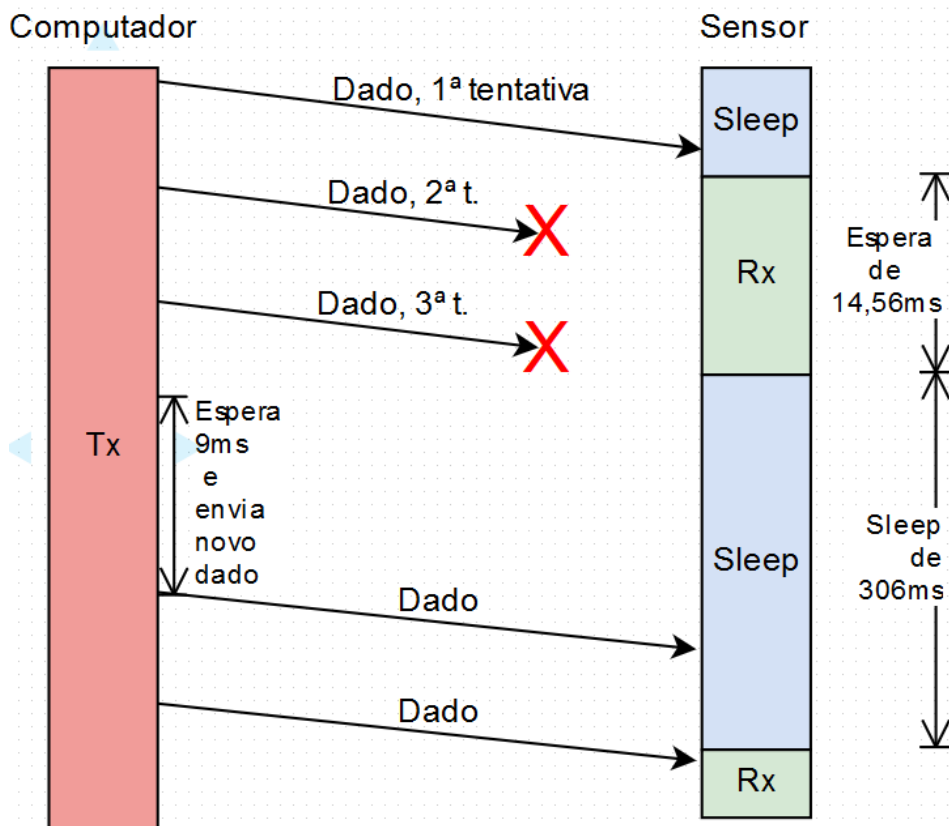 Computador
Sensor
Dado, 1ª tentativa
Sleep
Dado, 2ª t.
X
Rx
Espera
de
14,56ms
Dado, 3ª t.
X
Tx
Espera
9ms
e
envia
novo
dado
Sleep
Sleep
de
306ms
Dado
Dado
Rx